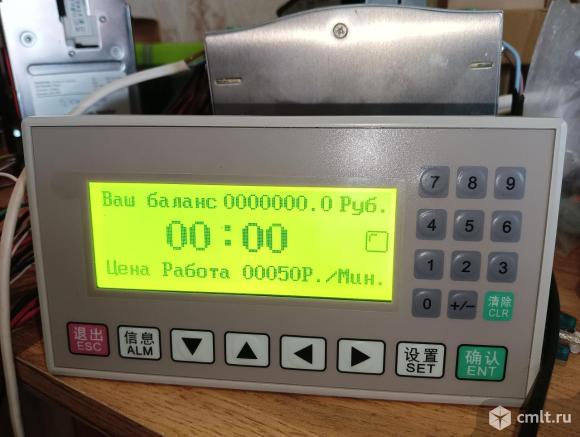 Ваш баланс 0000000.0 Руб.
00:00
Цена Работа 00050Р./Мин.
7 8 9
4 5 6
1 2 3
0 +/- 清除 CLR
退出 ESC
信息 ALM
设置 SET
确认 ENT
cmlt.ru